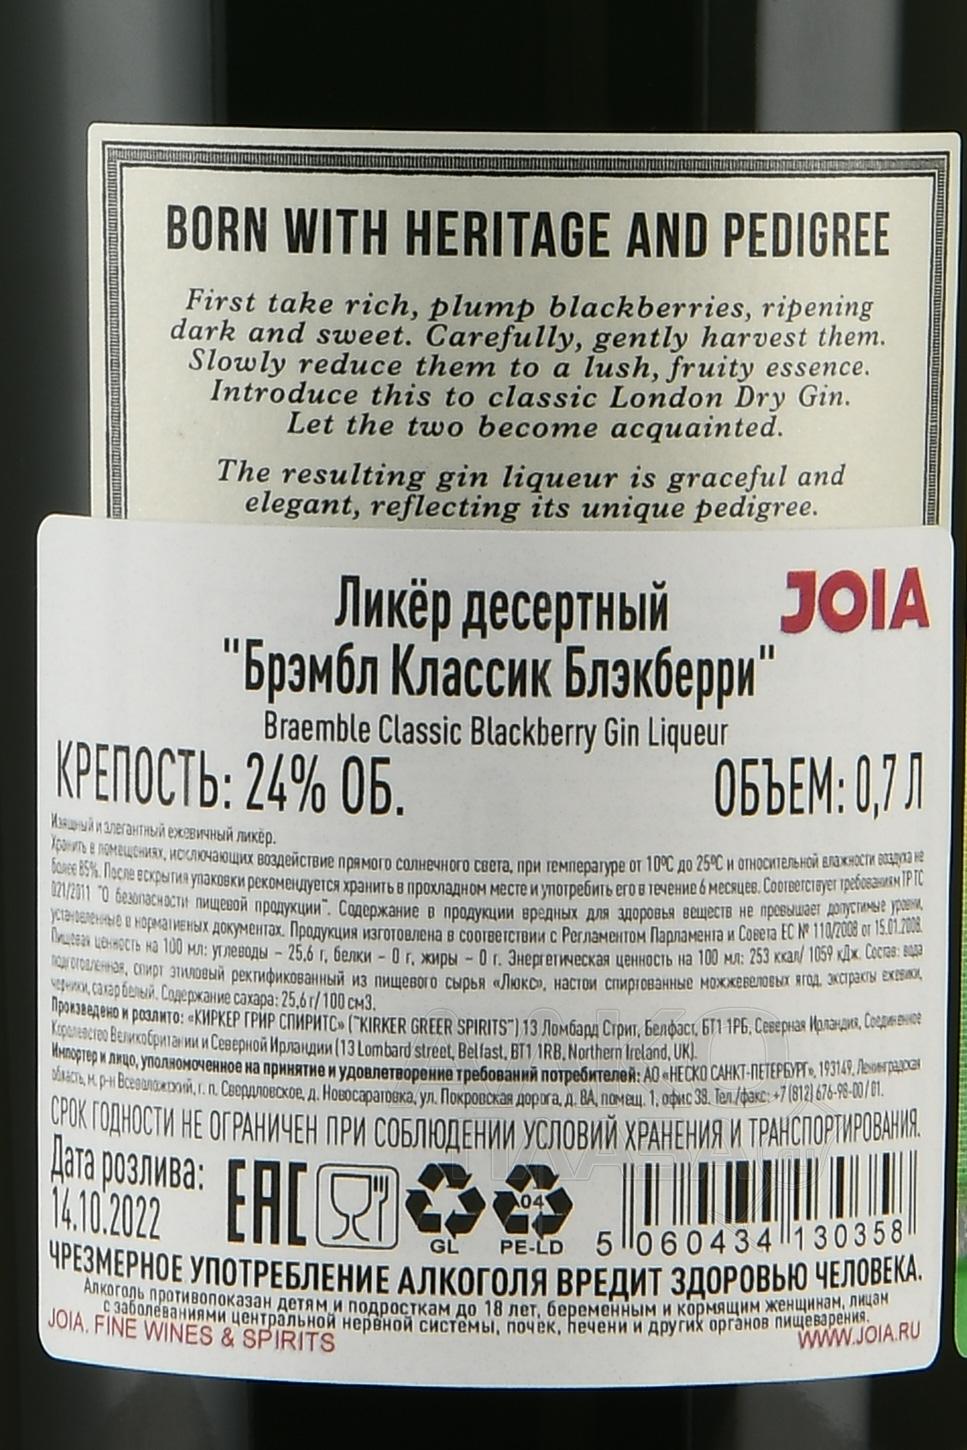 BORN WITH HERITAGE AND PEDIGREE
First take rich, plump blackberries, ripening
dark and sweet. Carefully, gently harvest them.
Slowly reduce them to a lush, fruity essence.
Introduce this to classic London Dry Gin.
Let the two become acquainted.
The resulting gin liqueur is graceful and
elegant, reflecting its unique pedigree.
JOIA
Ликёр десертный
"Брэмбл Классик Блэкберри"
Braemble Classic Blackberry Gin Liqueur
КРЕПОСТЬ: 24% ОБ. ОБЪЕМ: 0,7 Л
Изящный и элегантный ежевичный ликёр.
Хранить в помещениях, исключающих воздействие прямого солнечного света, при температуре от 10ºС до 25ºС и относительной влажности воздуха не
более 85%. После вскрытия упаковки рекомендуется хранить в прохладном месте и употребить его в течение 6 месяцев. Соответствует требованиям ТР ТС
021/2011 "О безопасности пищевой продукции". Содержание в продукции вредных для здоровья веществ не превышает допустимые уровни,
установленные в нормативных документах. Продукция изготовлена в соответствии с Регламентом Парламента и Совета ЕС № 110/2008 от 15.01.2008.
Пищевая ценность на 100 мл: углеводы – 25,6 г, белки – 0 г, жиры – 0 г. Энергетическая ценность на 100 мл: 253 ккал/ 1059 кДж. Состав: вода
подготовленная, спирт этиловый ректификованный из пищевого сырья «Люкс», настои спиртованные можжевеловых ягод, экстракты ежевики,
черники, сахар белый. Содержание сахара: 25,6 г/ 100 см3.
Произведено и розлито: «КИРКЕР ГРИР СПИРИТС» ("KIRKER GREER SPIRITS") 13 Ломбард Стрит, Белфаст, БТ1 1РБ, Северная Ирландия, Соединенное
Королевство Великобритании и Северной Ирландии (13 Lombard street, Belfast, BT1 1RB, Northern Ireland, UK).
Импортер и лицо, уполномоченное на принятие и удовлетворение требований потребителей: АО «НЕСКО САНКТ-ПЕТЕРБУРГ», 193149, Ленинградская
область, м. р-н Всеволожский, г. п. Свердловское, д. Новосаратовка, ул. Покровская дорога, д. 8А, помещ. 1, офис 38. Тел./факс: +7 (812) 676-98-00/ 01.
СРОК ГОДНОСТИ НЕ ОГРАНИЧЕН ПРИ СОБЛЮДЕНИИ УСЛОВИЙ ХРАНЕНИЯ И ТРАНСПОРТИРОВАНИЯ.
Дата розлива:
14.10.2022
EAC
GL
04
PE-LD
5 060434 130358
ЧРЕЗМЕРНОЕ УПОТРЕБЛЕНИЕ АЛКОГОЛЯ ВРЕДИТ ЗДОРОВЬЮ ЧЕЛОВЕКА.
Алкоголь противопоказан детям и подросткам до 18 лет, беременным и кормящим женщинам, лицам
с заболеваниями центральной нервной системы, почек, печени и других органов пищеварения.
JOIA. FINE WINES & SPIRITS
WWW.JOIA.RU